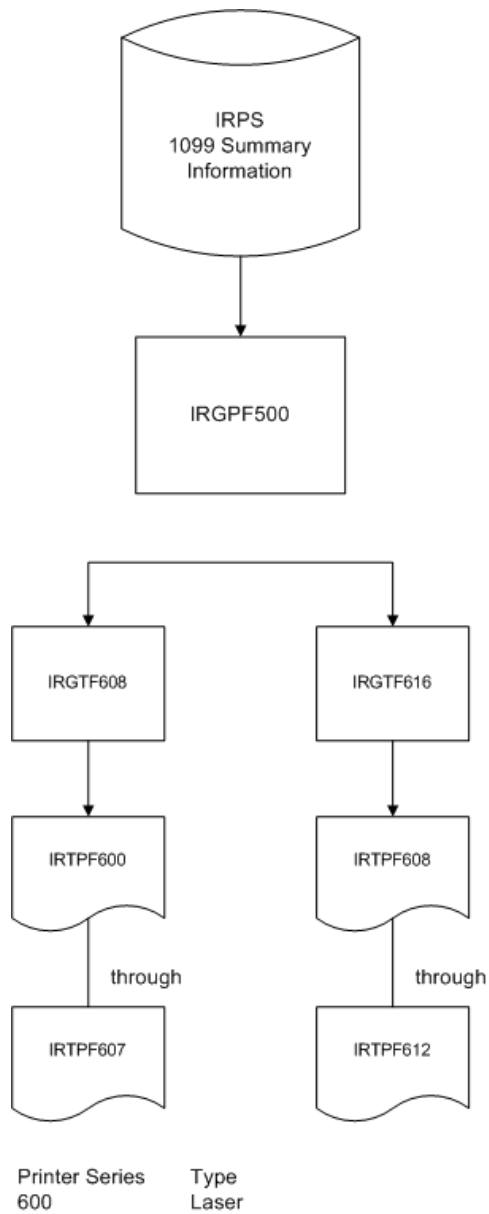 IRPS
1099 Summary
Information
IRGPF500
IRGTF608
IRGTF616
IRTPF600
IRTPF608
through
through
IRTPF607
IRTPF612
Printer Series Type
600 Laser